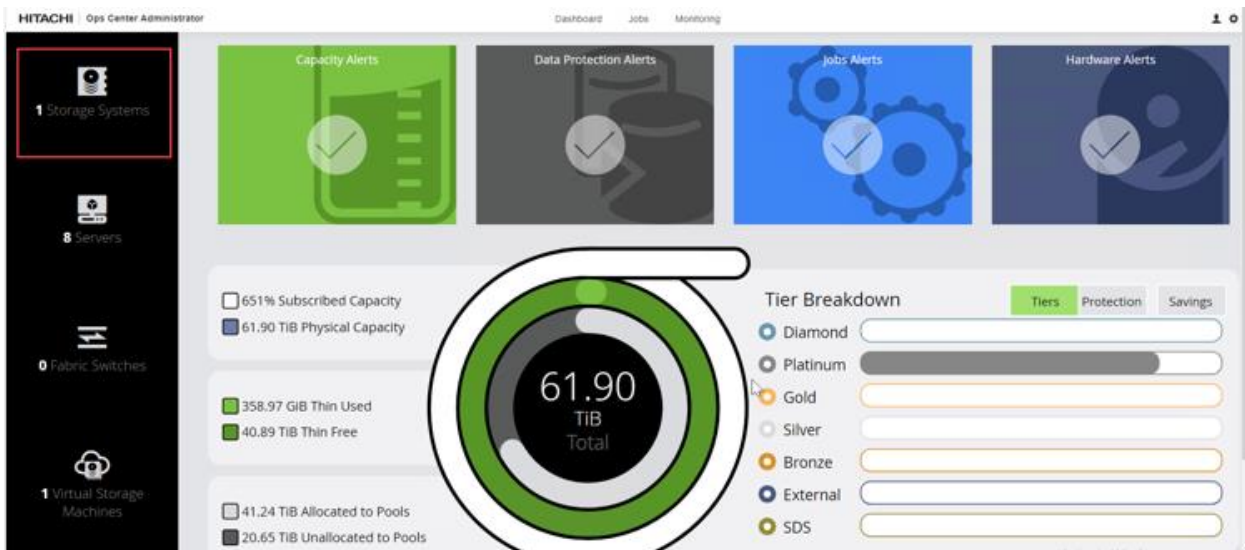 HITACHI Ops Center Administrator
Dashboard Jobs Monitoring
1 Storage Systems
8 Servers
0 Fabric Switches
1 Virtual Storage
Machines
Capacity Alerts
Data Protection Alerts
Jobs Alerts
Hardware Alerts
651% Subscribed Capacity
61.90 TiB Physical Capacity
358.97 GiB Thin Used
40.89 TiB Thin Free
41.24 TiB Allocated to Pools
20.65 TiB Unallocated to Pools
61.90
TiB
Total
Tier Breakdown
Tiers Protection Savings
Diamond
Platinum
Gold
Silver
Bronze
External
SDS